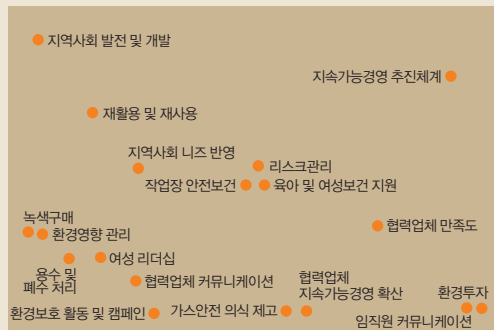 지역사회 발전 및 개발
지속가능경영 추진체계
재활용 및 재사용
지역사회 니즈 반영
리스크관리
작업장 안전보건
육아 및 여성보건 지원
녹색구매
협력업체 만족도
환경영향 관리
여성 리더십
용수 및
폐수 처리
협력업체 커뮤니케이션
협력업체
지속가능경영 확산
환경투자
환경보호 활동 및 캠페인
가스안전 의식 제고
임직원 커뮤니케이션